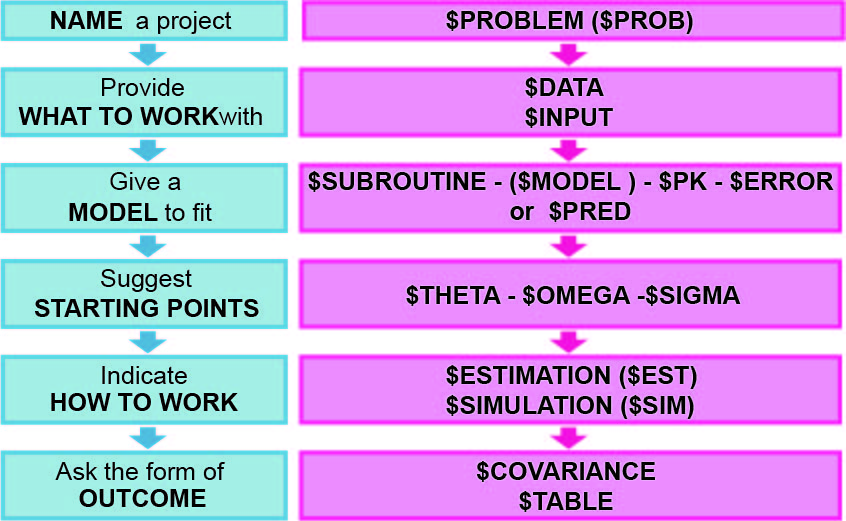 NAME a project
$PROBLEM ($PROB)
Provide
WHAT TO WORKwith
$DATA
$INPUT
Give a
MODEL to fit
$SUBROUTINE - ($MODEL ) - $PK - $ERROR
or $PRED
Suggest
STARTING POINTS
$THETA - $OMEGA -$SIGMA
Indicate
HOW TO WORK
$ESTIMATION ($EST)
$SIMULATION ($SIM)
Ask the form of
OUTCOME
$COVARIANCE
$TABLE